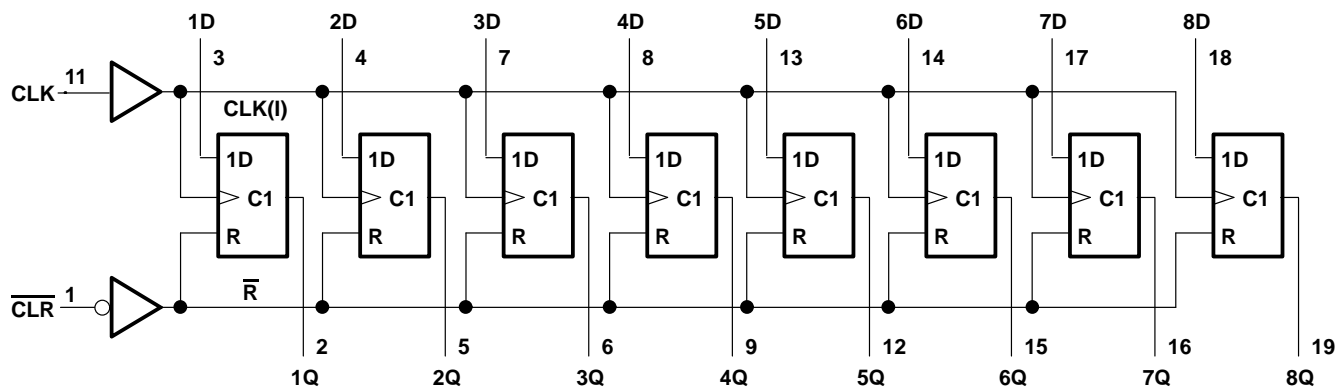 1D 2D 3D 4D 5D 6D 7D 8D
3 4 7 8 13 14 17 18
CLK 11
CLK(I)
1D 1D 1D 1D 1D 1D 1D 1D
C1 C1 C1 C1 C1 C1 C1 C1
R R R R R R R R
C̅L̅R̅ 1
R̅
2 5 6 9 12 15 16 19
1Q 2Q 3Q 4Q 5Q 6Q 7Q 8Q